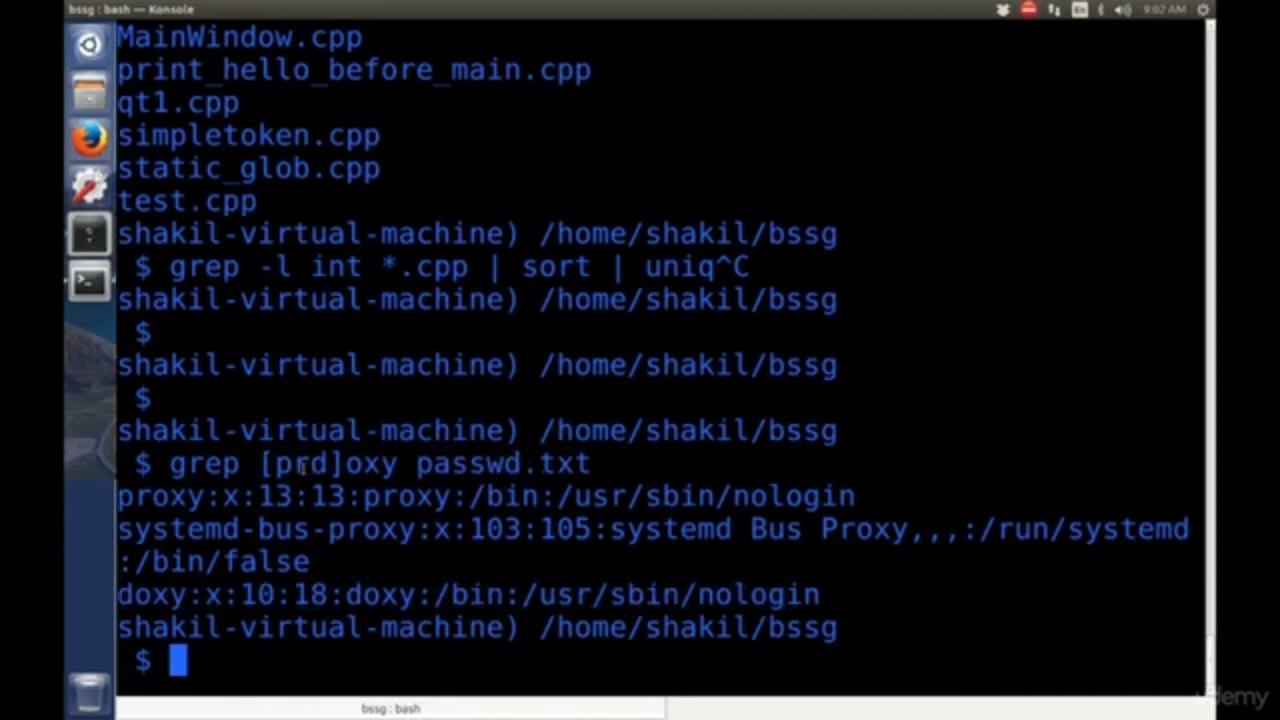 bssg : bash — Konsole
En
9:02 AM
MainWindow.cpp
print_hello_before_main.cpp
qt1.cpp
simpletoken.cpp
static_glob.cpp
test.cpp
shakil-virtual-machine) /home/shakil/bssg
$ grep -l int *.cpp | sort | uniq^C
shakil-virtual-machine) /home/shakil/bssg
$
shakil-virtual-machine) /home/shakil/bssg
$
shakil-virtual-machine) /home/shakil/bssg
$ grep [prd]oxy passwd.txt
proxy:x:13:13:proxy:/bin:/usr/sbin/nologin
systemd-bus-proxy:x:103:105:systemd Bus Proxy,,,:/run/systemd
:/bin/false
doxy:x:10:18:doxy:/bin:/usr/sbin/nologin
shakil-virtual-machine) /home/shakil/bssg
$
bssg : bash